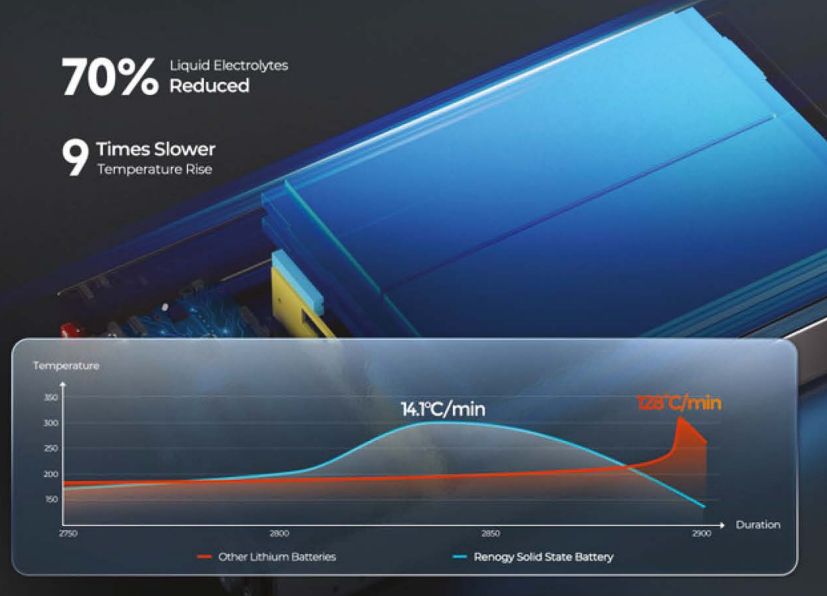 70% Liquid Electrolytes
Reduced
9 Times Slower
Temperature Rise
Temperature
350
300
250
200
150
14.1°C/min
128°C/min
2750
2800
2850
2900
Duration
Other Lithium Batteries
Renogy Solid State Battery